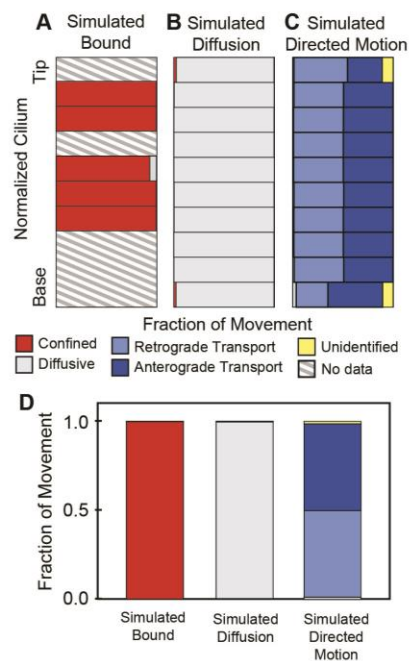 A Simulated Bound
B Simulated Diffusion
C Simulated Directed Motion
Tip
Normalized Cilium
Base
Fraction of Movement
Confined
Retrograde Transport
Unidentified
Diffusive
Anterograde Transport
No data
D
1.0
0.5
0.0
Fraction of Movement
Simulated
Bound
Simulated
Diffusion
Simulated
Directed
Motion